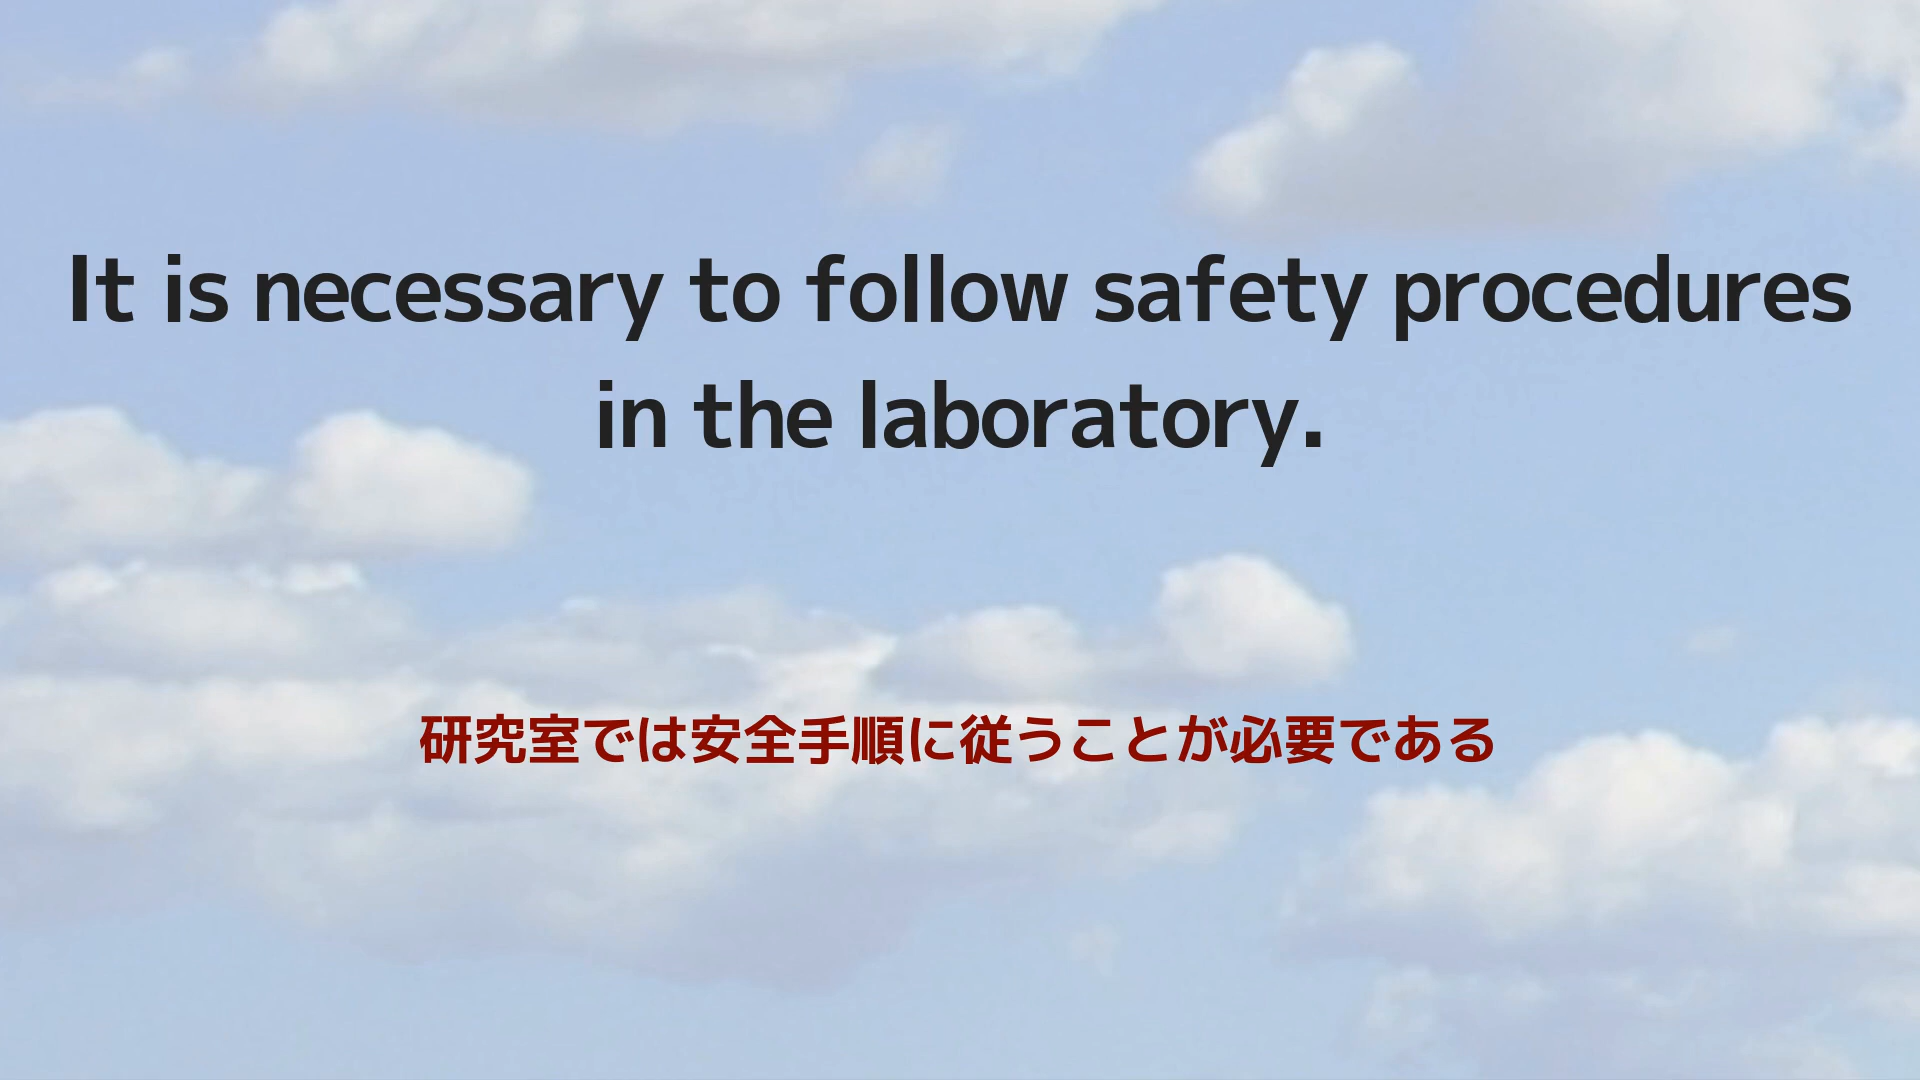 It is necessary to follow safety procedures
in the laboratory.
研究室では安全手順に従うことが必要である